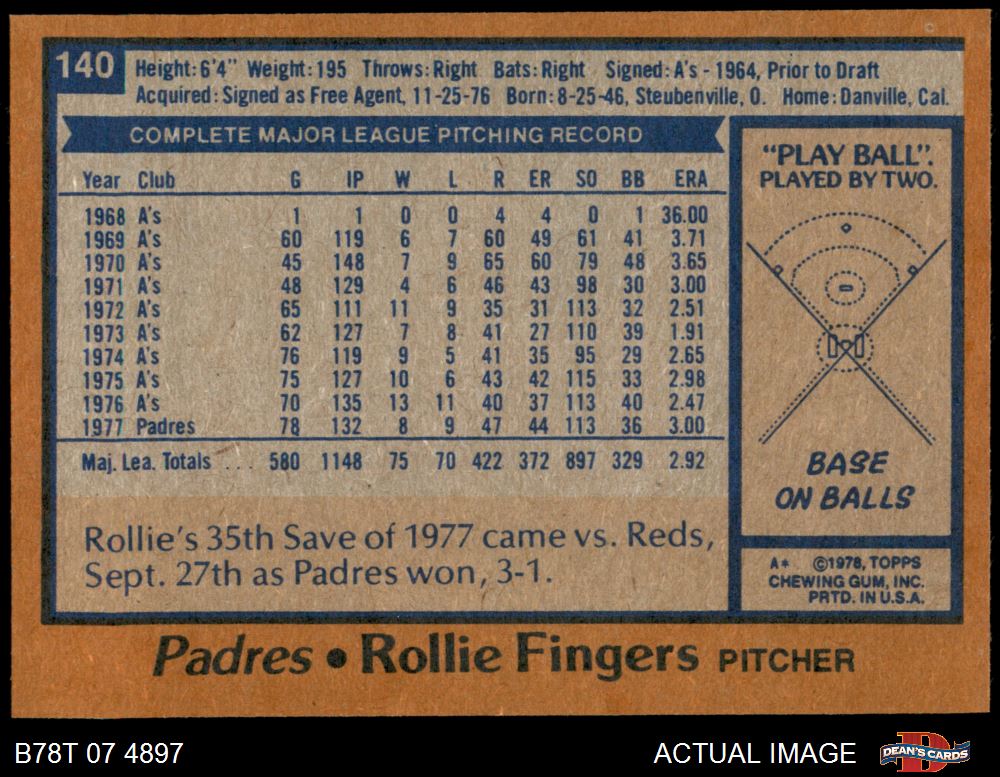 140
Height: 6'4" Weight: 195 Throws: Right Bats: Right Signed: A's - 1964, Prior to Draft
Acquired: Signed as Free Agent, 11-25-76 Born: 8-25-46, Steubenville, O. Home: Danville, Cal.
COMPLETE MAJOR LEAGUE PITCHING RECORD
Year Club G IP W L R ER SO BB ERA
1968 A's 1 1 0 0 4 4 0 1 36.00
1969 A's 60 119 6 7 60 49 61 41 3.71
1970 A's 45 148 7 9 65 60 79 48 3.65
1971 A's 48 129 4 6 46 43 98 30 3.00
1972 A's 65 111 11 9 35 31 113 32 2.51
1973 A's 62 127 7 8 41 27 110 39 1.91
1974 A's 76 119 9 5 41 35 95 29 2.65
1975 A's 75 127 10 6 43 42 115 33 2.98
1976 A's 70 135 13 11 40 37 113 40 2.47
1977 Padres 78 132 8 9 47 44 113 36 3.00
Maj. Lea. Totals ... 580 1148 75 70 422 372 897 329 2.92
Rollie's 35th Save of 1977 came vs. Reds,
Sept. 27th as Padres won, 3-1.
"PLAY BALL".
PLAYED BY TWO.
BASE
ON BALLS
A* ©1978, TOPPS
CHEWING GUM, INC.
PRTD. IN U.S.A.
Padres • Rollie Fingers PITCHER
B78T 07 4897
ACTUAL IMAGE
DEAN'S CARDS